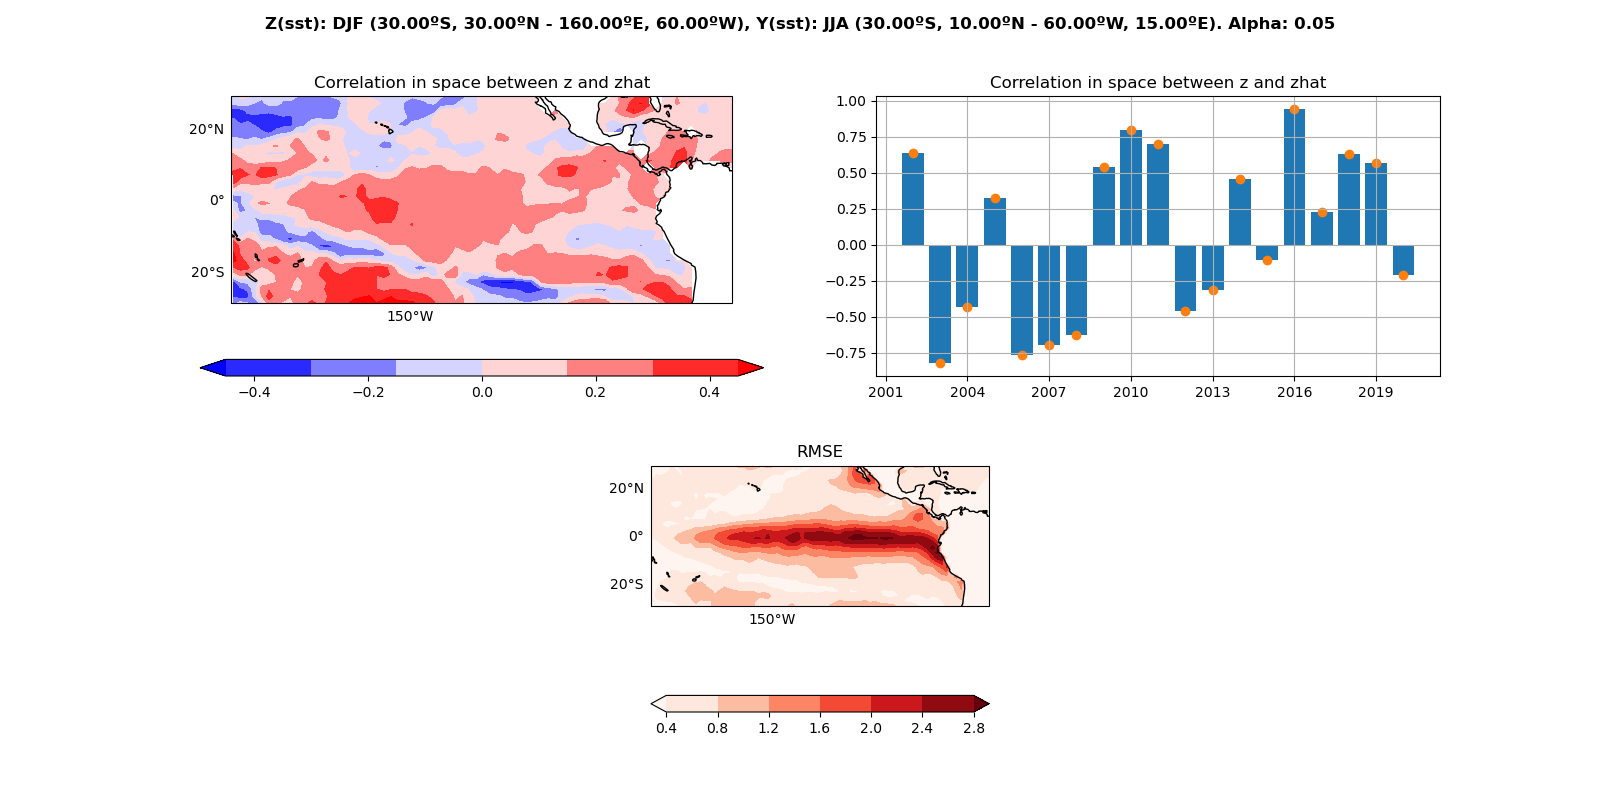 Z(sst): DJF (30.00ºS, 30.00ºN - 160.00ºE, 60.00ºW), Y(sst): JJA (30.00ºS, 10.00ºN - 60.00ºW, 15.00ºE). Alpha: 0.05
Correlation in space between z and zhat
20°N
0°
20°S
150°W
−0.4 −0.2 0.0 0.2 0.4
Correlation in space between z and zhat
1.00
0.75
0.50
0.25
0.00
−0.25
−0.50
−0.75
2001 2004 2007 2010 2013 2016 2019
RMSE
20°N
0°
20°S
150°W
0.4 0.8 1.2 1.6 2.0 2.4 2.8